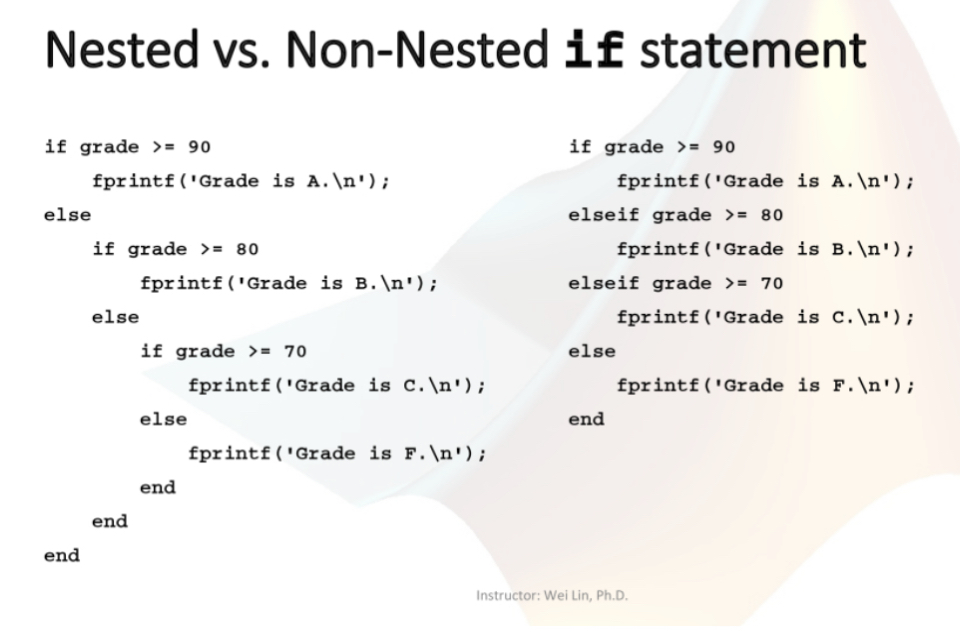 Nested vs. Non-Nested if statement
if grade >= 90
    fprintf('Grade is A.\n');
else
    if grade >= 80
        fprintf('Grade is B.\n');
    else
        if grade >= 70
            fprintf('Grade is C.\n');
        else
            fprintf('Grade is F.\n');
        end
    end
end
if grade >= 90
    fprintf('Grade is A.\n');
elseif grade >= 80
    fprintf('Grade is B.\n');
elseif grade >= 70
    fprintf('Grade is C.\n');
else
    fprintf('Grade is F.\n');
end
Instructor: Wei Lin, Ph.D.